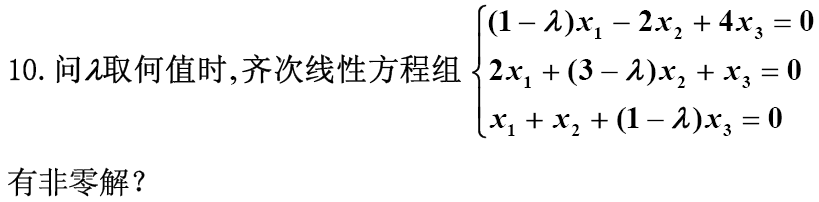 10. 问λ取何值时,齐次线性方程组
(1-λ)x₁-2x₂+4x₃=0
2x₁+(3-λ)x₂+x₃=0
x₁+x₂+(1-λ)x₃=0
有非零解?